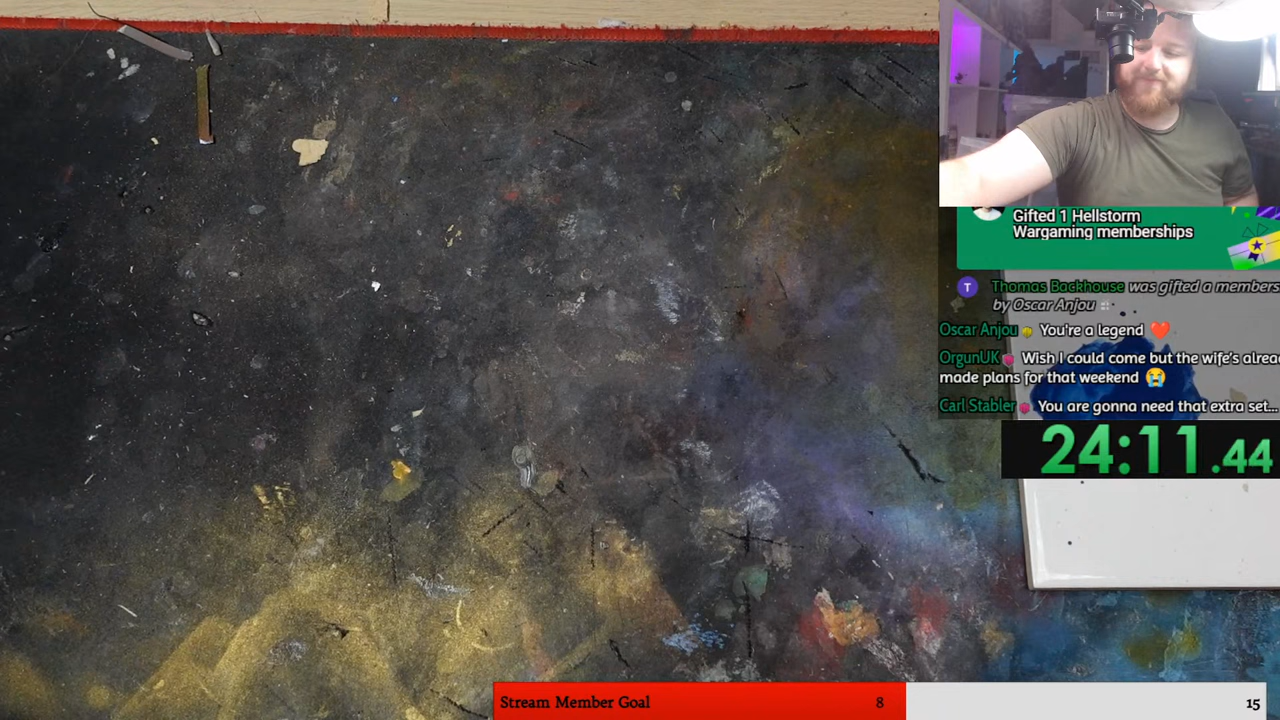 Gifted 1 Hellstorm
Wargaming memberships
T
Thomas Backhouse was gifted a members
by Oscar Anjou
Oscar Anjou You're a legend ❤️
OrgunUK Wish I could come but the wife's alrea
made plans for that weekend 😭
Carl Stabler You are gonna need that extra set...
24:11.44
Stream Member Goal 8 15